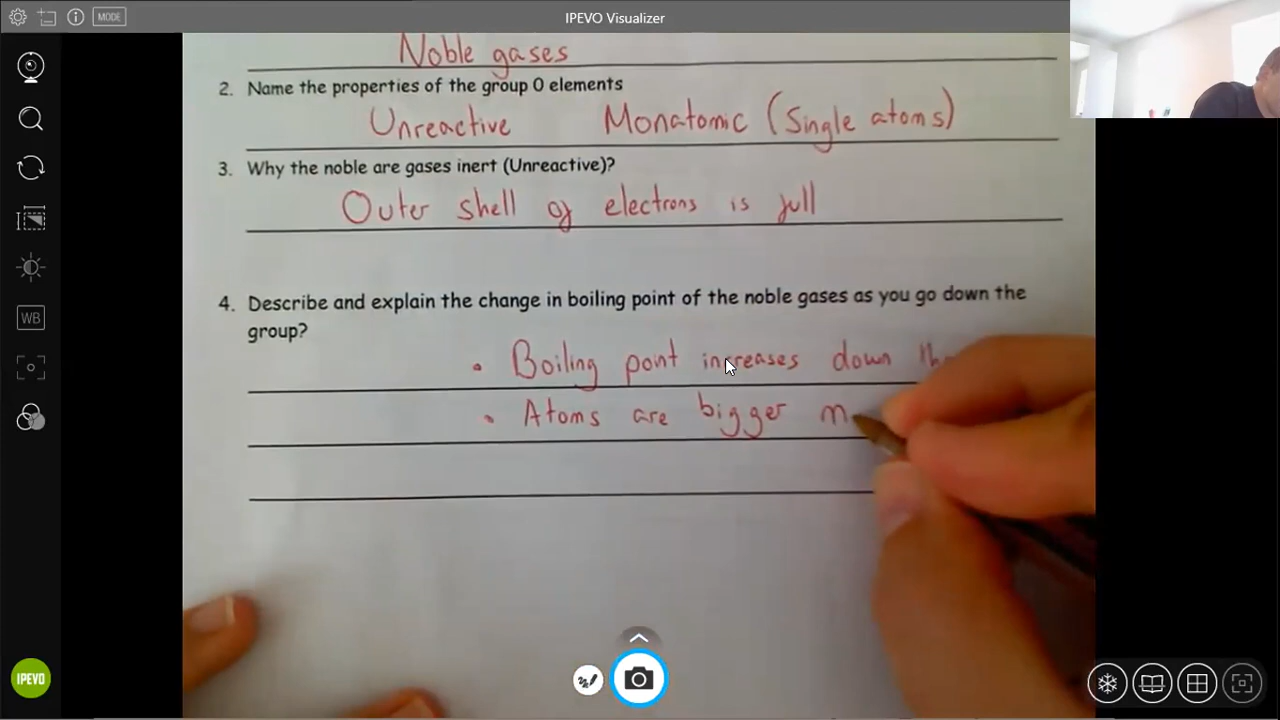 MODE
IPEVO Visualizer
Noble gases
2. Name the properties of the group 0 elements
Unreactive Monatomic (Single atoms)
3. Why the noble are gases inert (Unreactive)?
Outer shell of electrons is full
4. Describe and explain the change in boiling point of the noble gases as you go down the
group?
• Boiling point increases down
• Atoms are bigger
WB
IPEVO